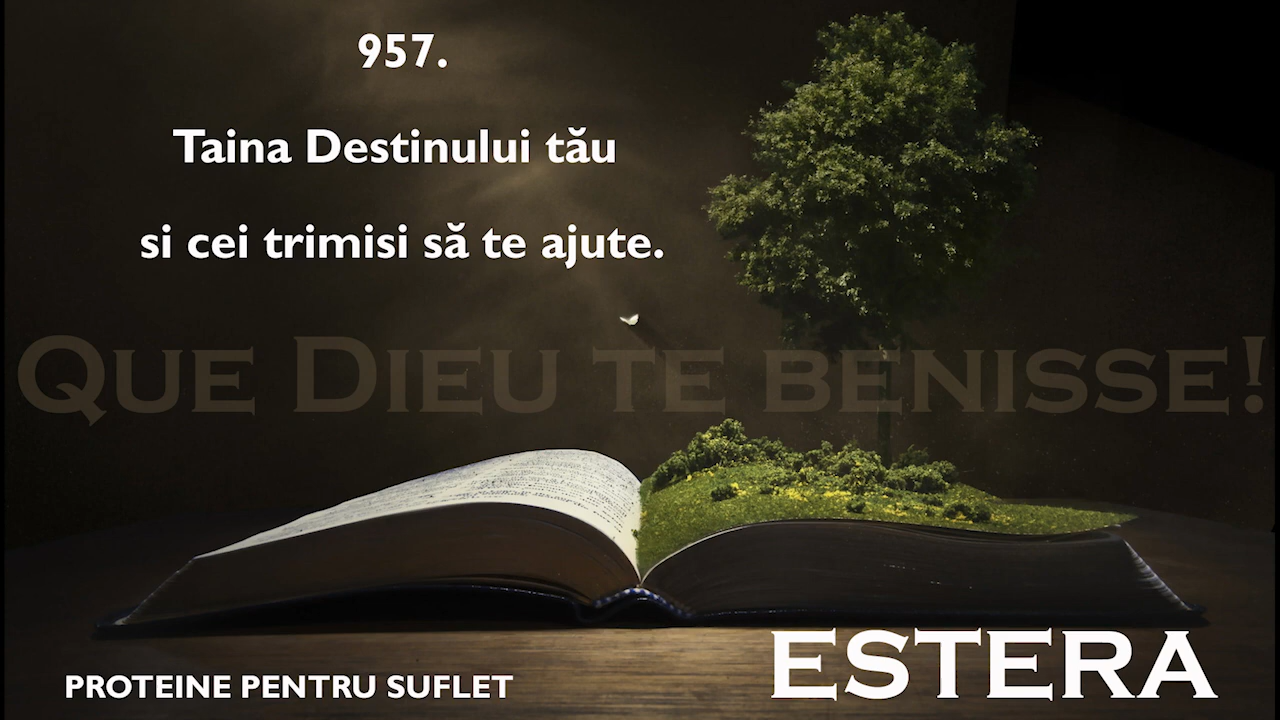 957.
Taina Destinului tău
si cei trimisi să te ajute.
QUE DIEU TE BENISSE!
ESTERA
PROTEINE PENTRU SUFLET